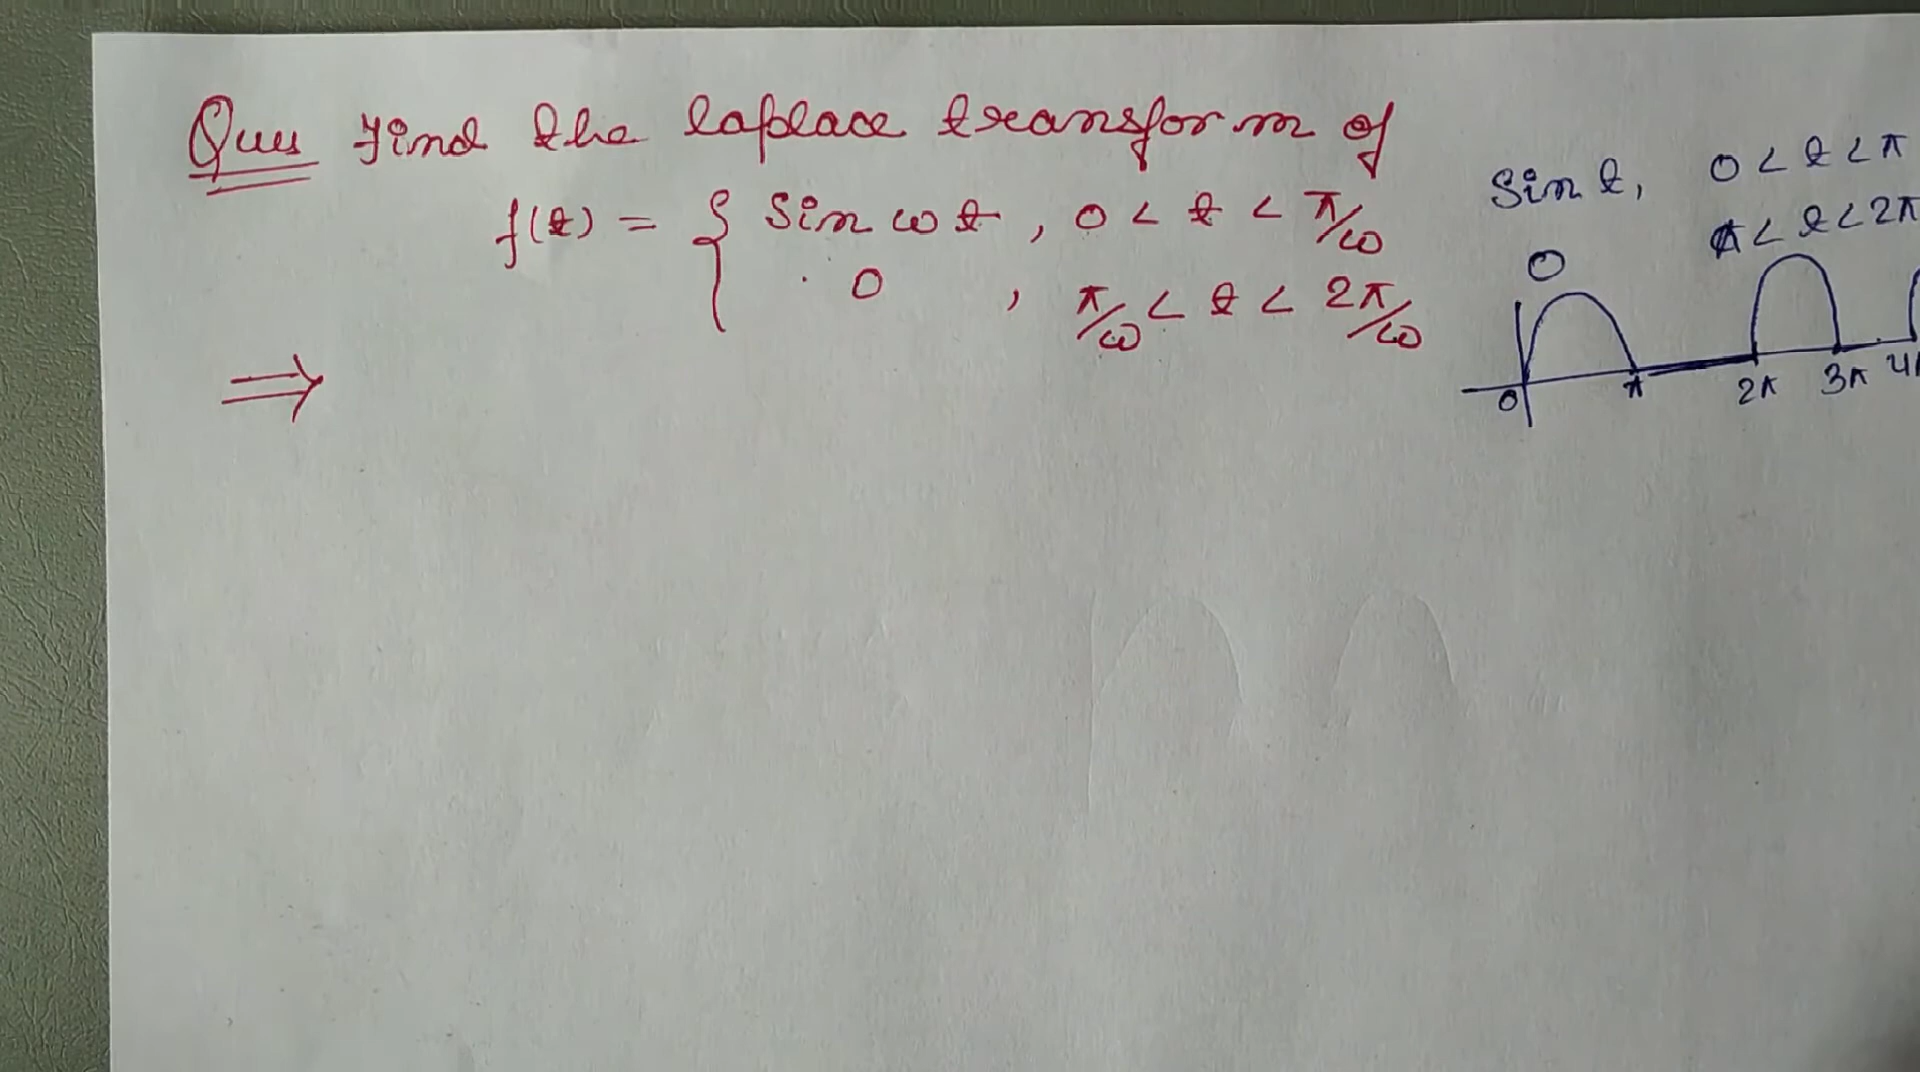 Ques Find the laplace transform of
f(t) = { sin ωt , 0 < t < π/ω
0 , π/ω < t < 2π/ω
⇒
Sin t, 0 < t < π
0 π < t < 2π
0 π 2π 3π 4π